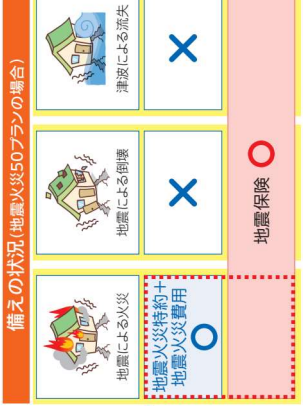 備えの状況(地震火災50プランの場合)
地震による火災
地震による倒壊
津波による流失
地震火災特約+
地震火災費用
○
×
×
地震保険 ○